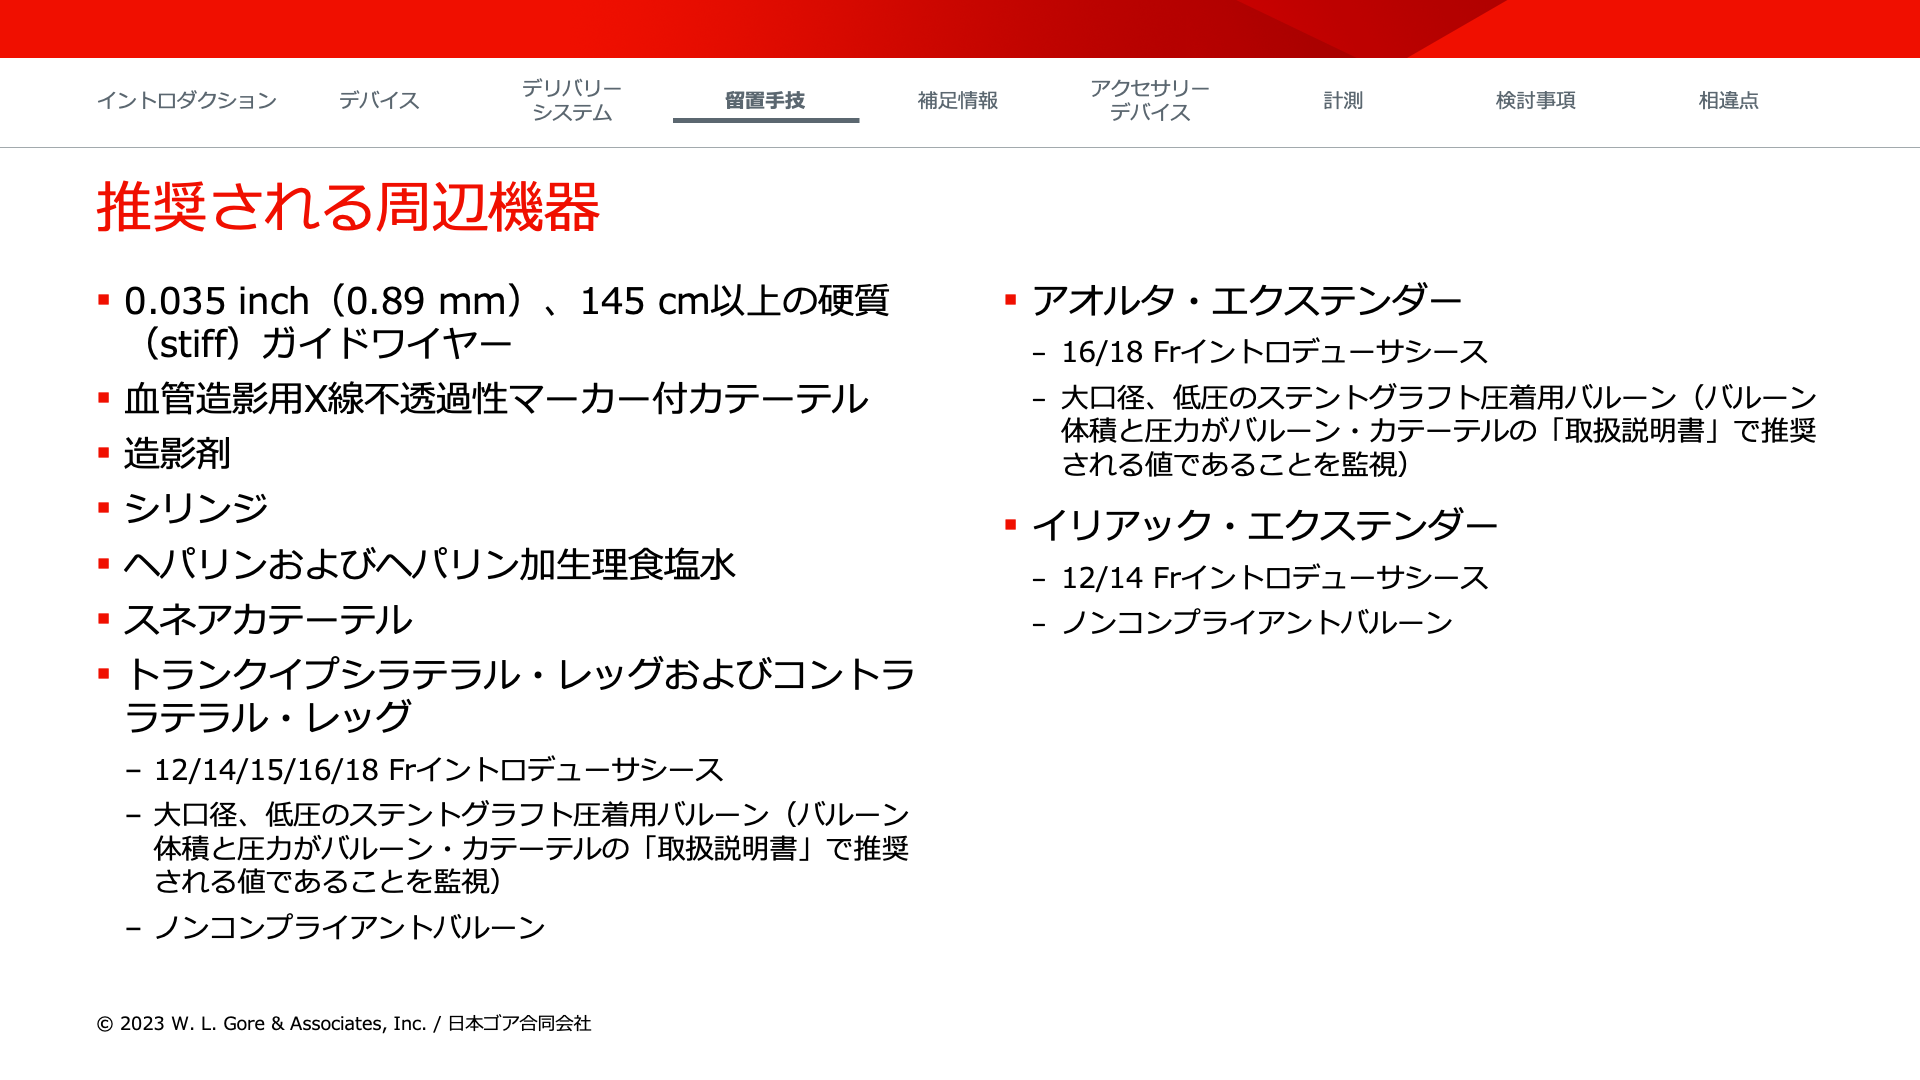 イントロダクション
デバイス
デリバリー
システム
留置手技
補足情報
アクセサリー
デバイス
計測
検討事項
相違点
推奨される周辺機器
▪ 0.035 inch（0.89 mm）、145 cm以上の硬質
（stiff）ガイドワイヤー
▪ 血管造影用X線不透過性マーカー付カテーテル
▪ 造影剤
▪ シリンジ
▪ ヘパリンおよびヘパリン加生理食塩水
▪ スネアカテーテル
▪ トランクイプシラテラル・レッグおよびコントラ
ラテラル・レッグ
– 12/14/15/16/18 Frイントロデューサシース
– 大口径、低圧のステントグラフト圧着用バルーン（バルーン
体積と圧力がバルーン・カテーテルの「取扱説明書」で推奨
される値であることを監視）
– ノンコンプライアントバルーン
▪ アオルタ・エクステンダー
– 16/18 Frイントロデューサシース
– 大口径、低圧のステントグラフト圧着用バルーン（バルーン
体積と圧力がバルーン・カテーテルの「取扱説明書」で推奨
される値であることを監視）
▪ イリアック・エクステンダー
– 12/14 Frイントロデューサシース
– ノンコンプライアントバルーン
© 2023 W. L. Gore & Associates, Inc. / 日本ゴア合同会社